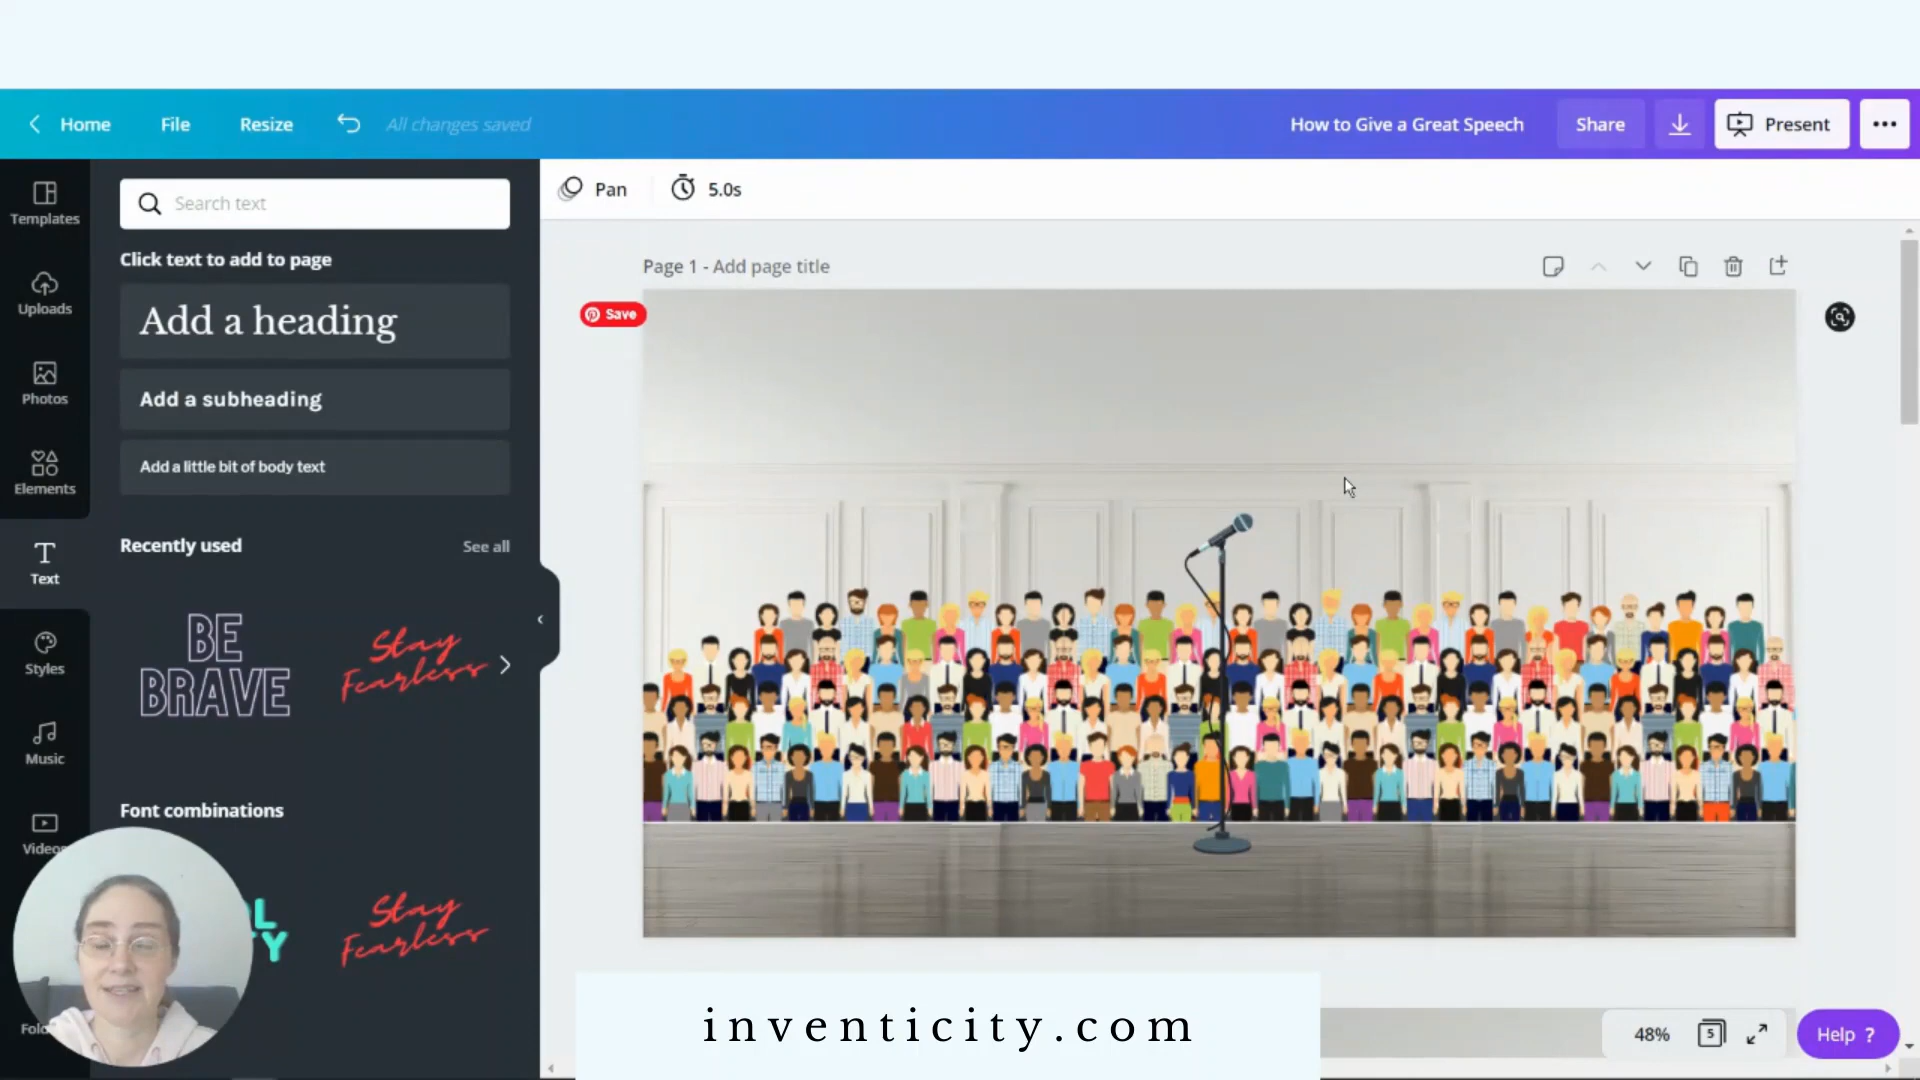 Home File Resize All changes saved How to Give a Great Speech Share Present
Templates
Uploads
Photos
Elements
Text
Styles
Music
Videos
Search text
Click text to add to page
Add a heading
Add a subheading
Add a little bit of body text
Recently used See all
BE
BRAVE
Stay
Fearless
Font combinations
Stay
Fearless
Pan 5.0s
Page 1 - Add page title
Save
inventicity.com
48% 5 Help ?